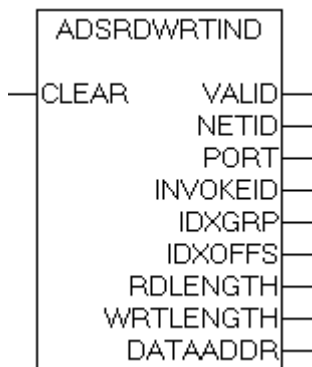 ADSRDWRTIND
CLEAR VALID
NETID
PORT
INVOKEID
IDXGRP
IDXOFFS
RDLENGTH
WRTLENGTH
DATAADDR